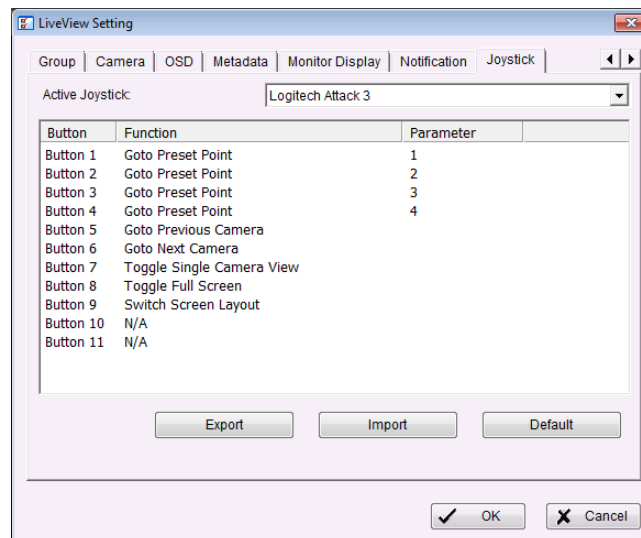 LiveView Setting
Group Camera OSD Metadata Monitor Display Notification Joystick
Active Joystick: Logitech Attack 3
Button Function Parameter
Button 1 Goto Preset Point 1
Button 2 Goto Preset Point 2
Button 3 Goto Preset Point 3
Button 4 Goto Preset Point 4
Button 5 Goto Previous Camera
Button 6 Goto Next Camera
Button 7 Toggle Single Camera View
Button 8 Toggle Full Screen
Button 9 Switch Screen Layout
Button 10 N/A
Button 11 N/A
Export Import Default
OK Cancel